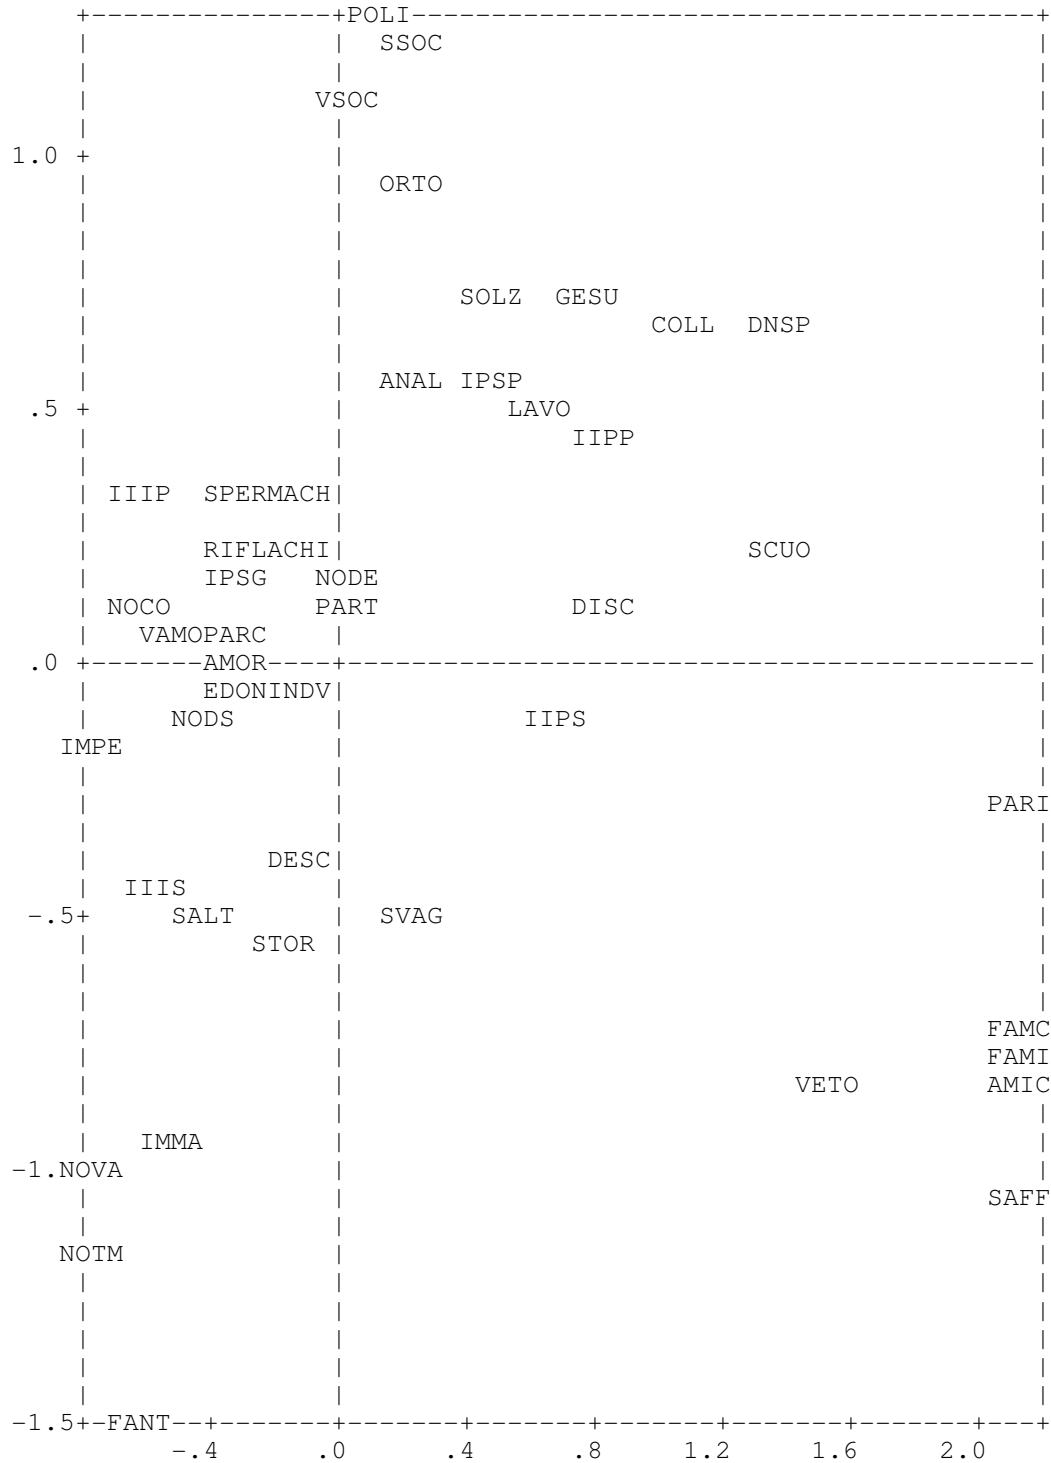 +----------------+POLI---------------------------------------+
| | SSOC |
| | |
| VSOC |
| | |
1.0 + | |
| | ORTO |
| | |
| | |
| | |
| | SOLZ GESU |
| | COLL DNSP |
| | |
| | ANAL IPSP |
.5 + | LAVO |
| | IIPP |
| | |
| IIIP SPERMACH| |
| | |
| RIFLACHI| SCUO |
| IPSG NODE |
| NOCO PART DISC |
| VAMOPARC | |
.0 +-------AMOR----+-------------------------------------------|
| EDONINDV| |
| NODS | IIPS |
IMPE | |
| | |
| | PARI
| | |
| DESC| |
| IIIS | |
-.5+ SALT | SVAG |
| STOR | |
| | |
| | |
| | FAMC
| | FAMI
| | VETO AMIC
| | |
| IMMA | |
-1.NOVA | |
| | SAFF
| | |
NOTM | |
| | |
| | |
| | |
| | |
| | |
-1.5+-FANT--+-------+-------+-------+-------+-------+-------+---+
-.4 .0 .4 .8 1.2 1.6 2.0